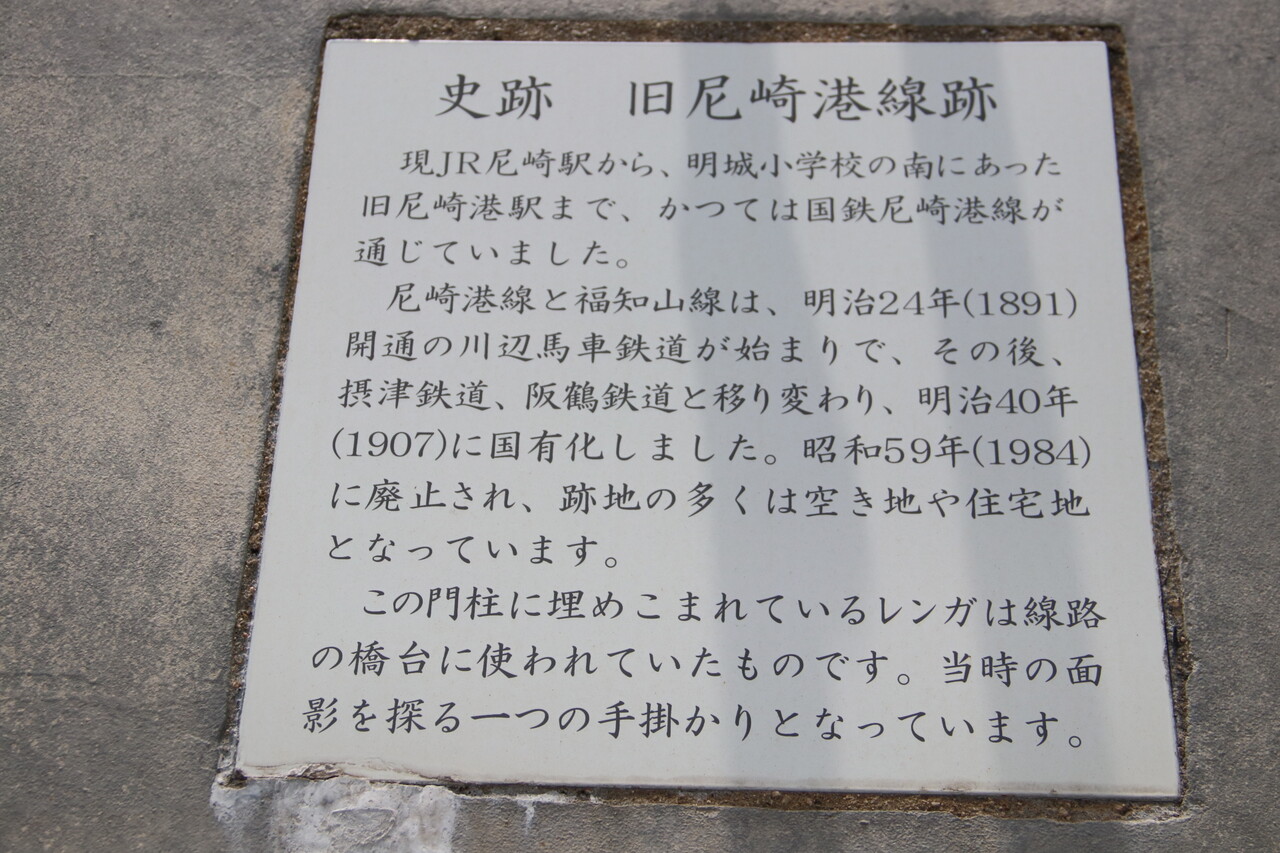 史跡　旧尼崎港線跡
現JR尼崎駅から、明城小学校の南にあった
旧尼崎港駅まで、かつては国鉄尼崎港線が
通じていました。
尼崎港線と福知山線は、明治24年(1891)
開通の川辺馬車鉄道が始まりで、その後、
摂津鉄道、阪鶴鉄道と移り変わり、明治40年
(1907)に国有化しました。昭和59年(1984)
に廃止され、跡地の多くは空き地や住宅地
となっています。
この門柱に埋めこまれているレンガは線路
の橋台に使われていたものです。当時の面
影を探る一つの手掛かりとなっています。